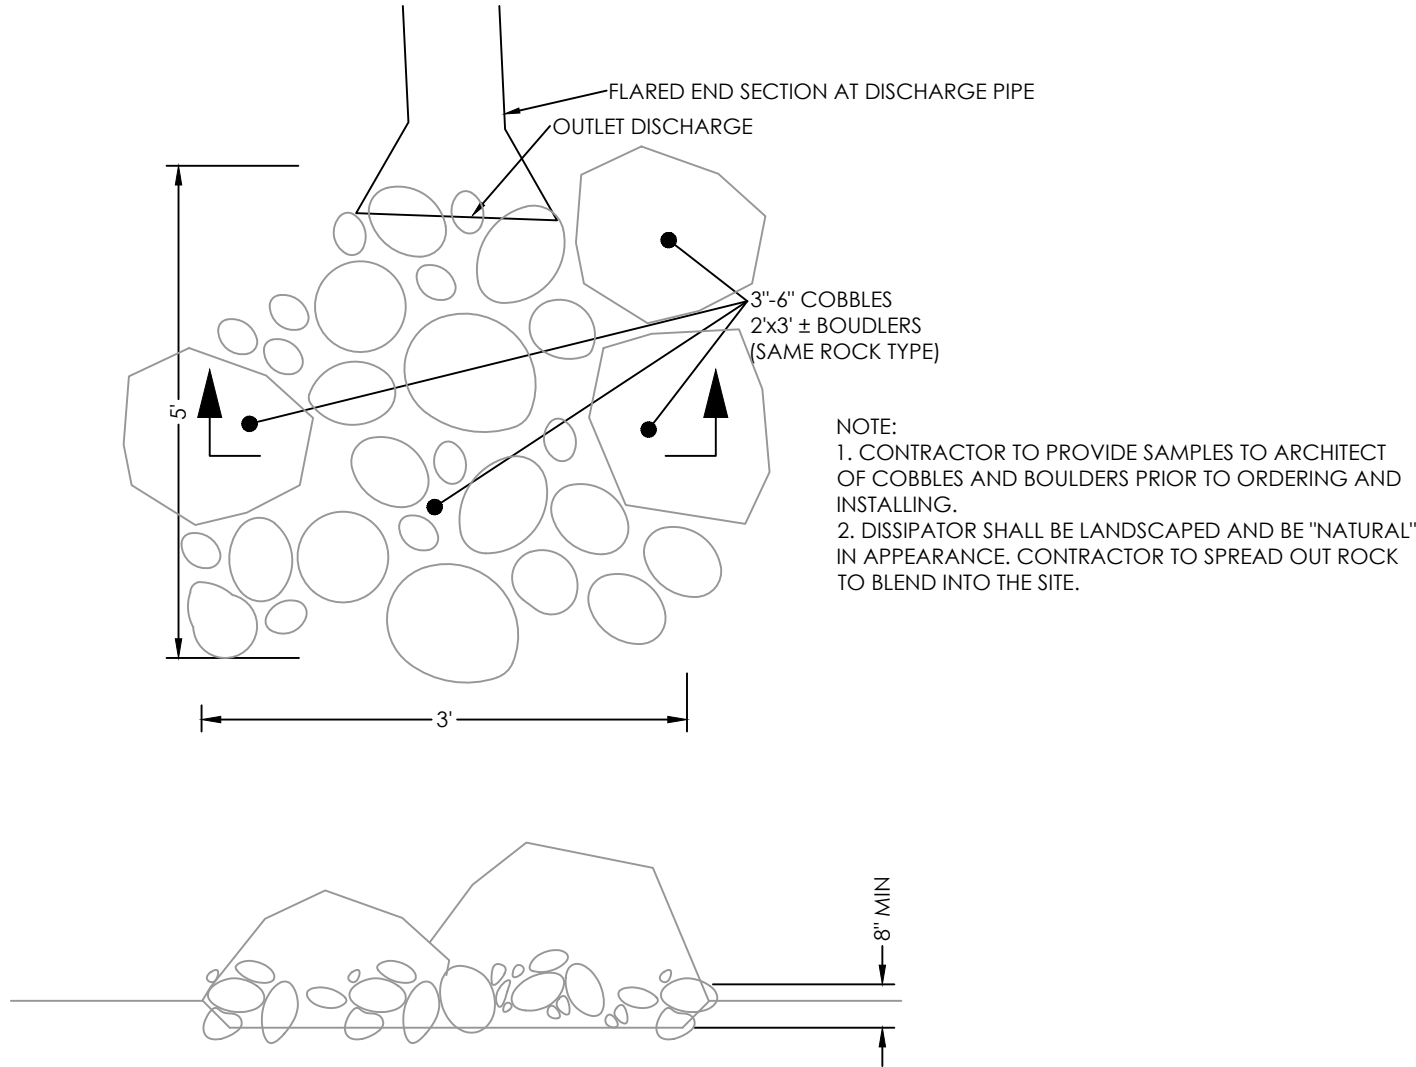 FLARED END SECTION AT DISCHARGE PIPE
OUTLET DISCHARGE
3"-6" COBBLES
2'x3' ± BOUDLERS
(SAME ROCK TYPE)
5'
NOTE:
1. CONTRACTOR TO PROVIDE SAMPLES TO ARCHITECT
OF COBBLES AND BOULDERS PRIOR TO ORDERING AND
INSTALLING.
2. DISSIPATOR SHALL BE LANDSCAPED AND BE "NATURAL"
IN APPEARANCE. CONTRACTOR TO SPREAD OUT ROCK
TO BLEND INTO THE SITE.
3'
8" MIN